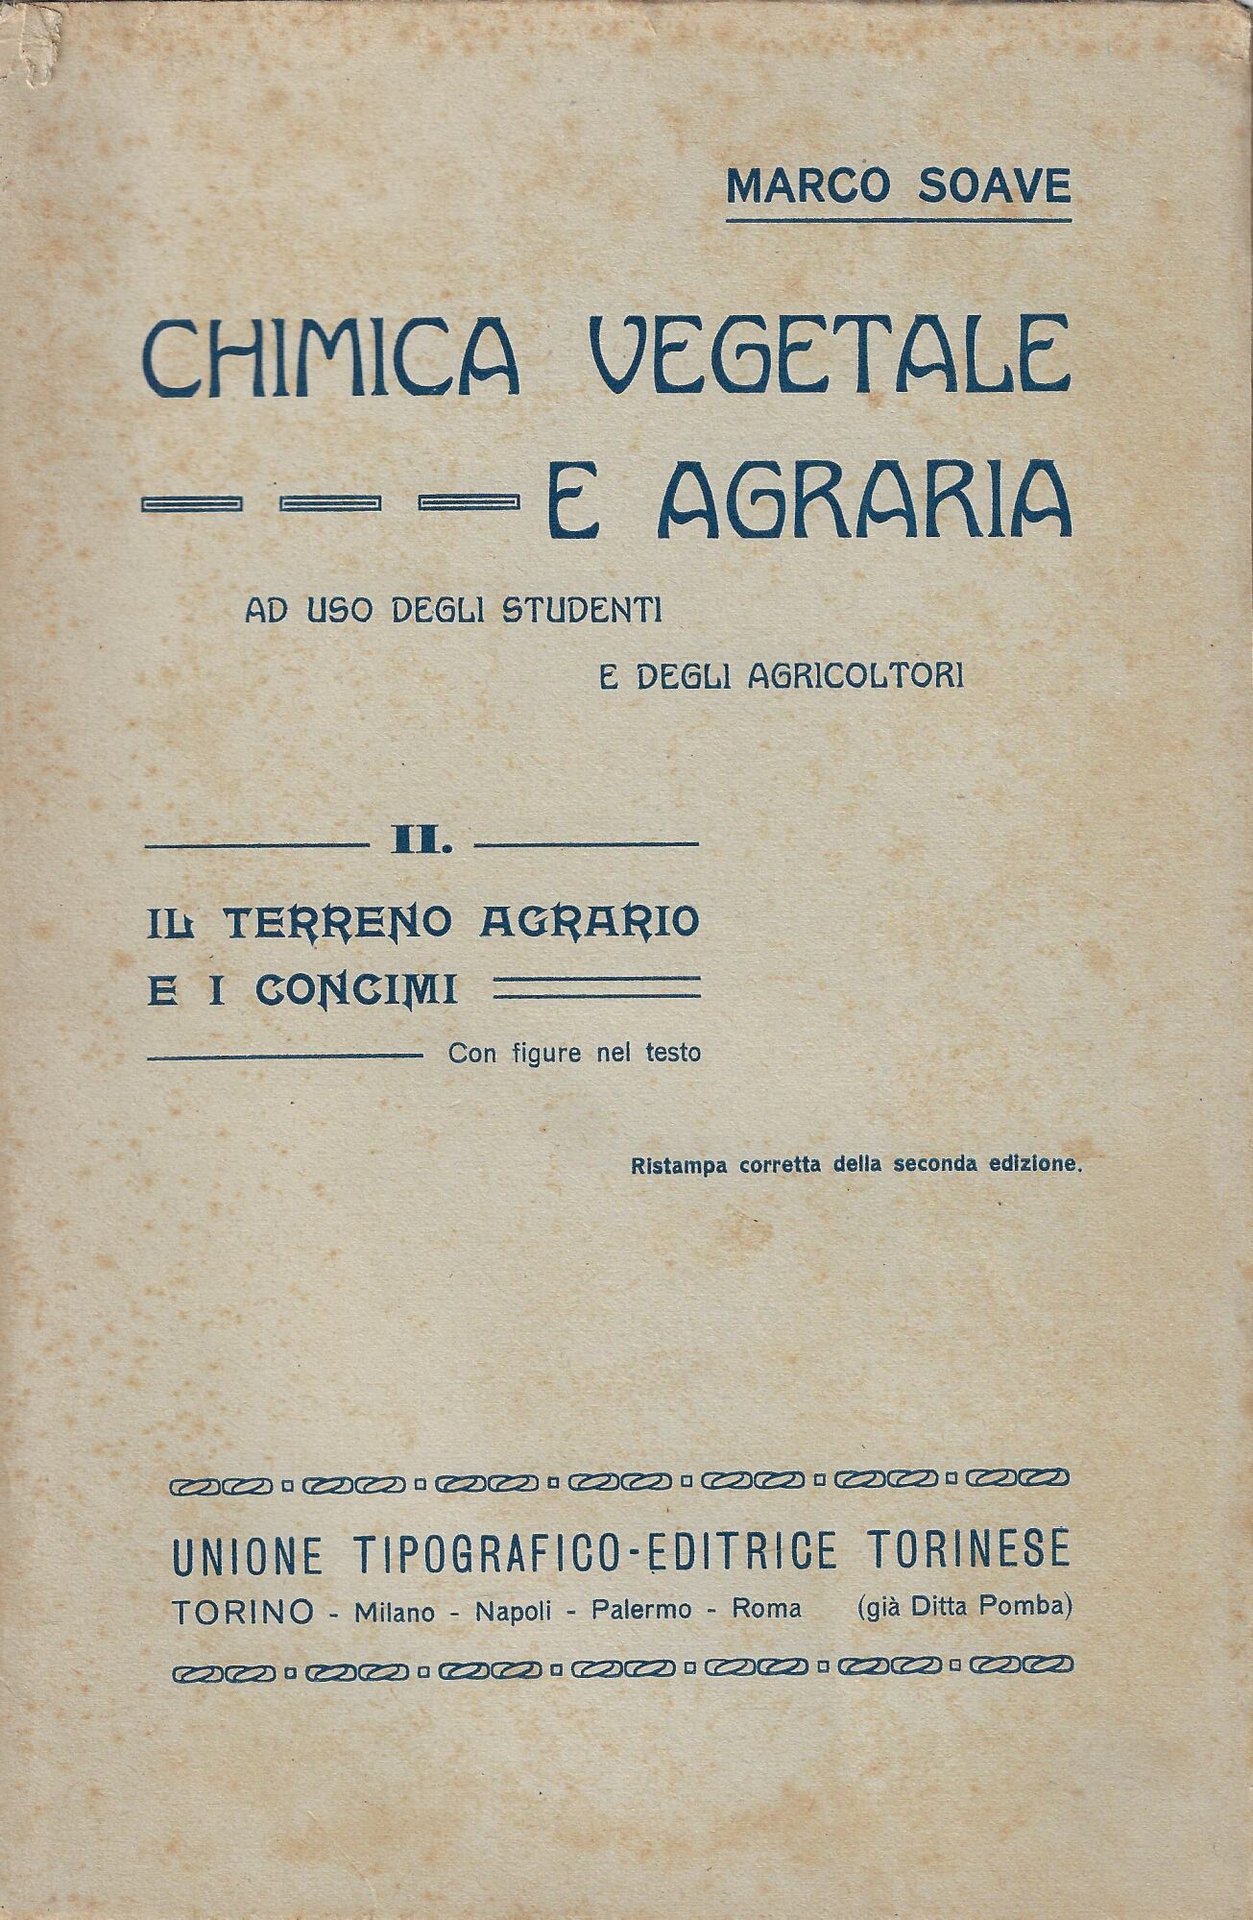 MARCO SOAVE
CHIMICA VEGETALE
E AGRARIA
AD USO DEGLI STUDENTI
E DEGLI AGRICOLTORI
II.
IL TERRENO AGRARIO
E I CONCIMI
Con figure nel testo
Ristampa corretta della seconda edizione.
UNIONE TIPOGRAFICO-EDITRICE TORINESE
TORINO - Milano - Napoli - Palermo - Roma (già Ditta Pomba)